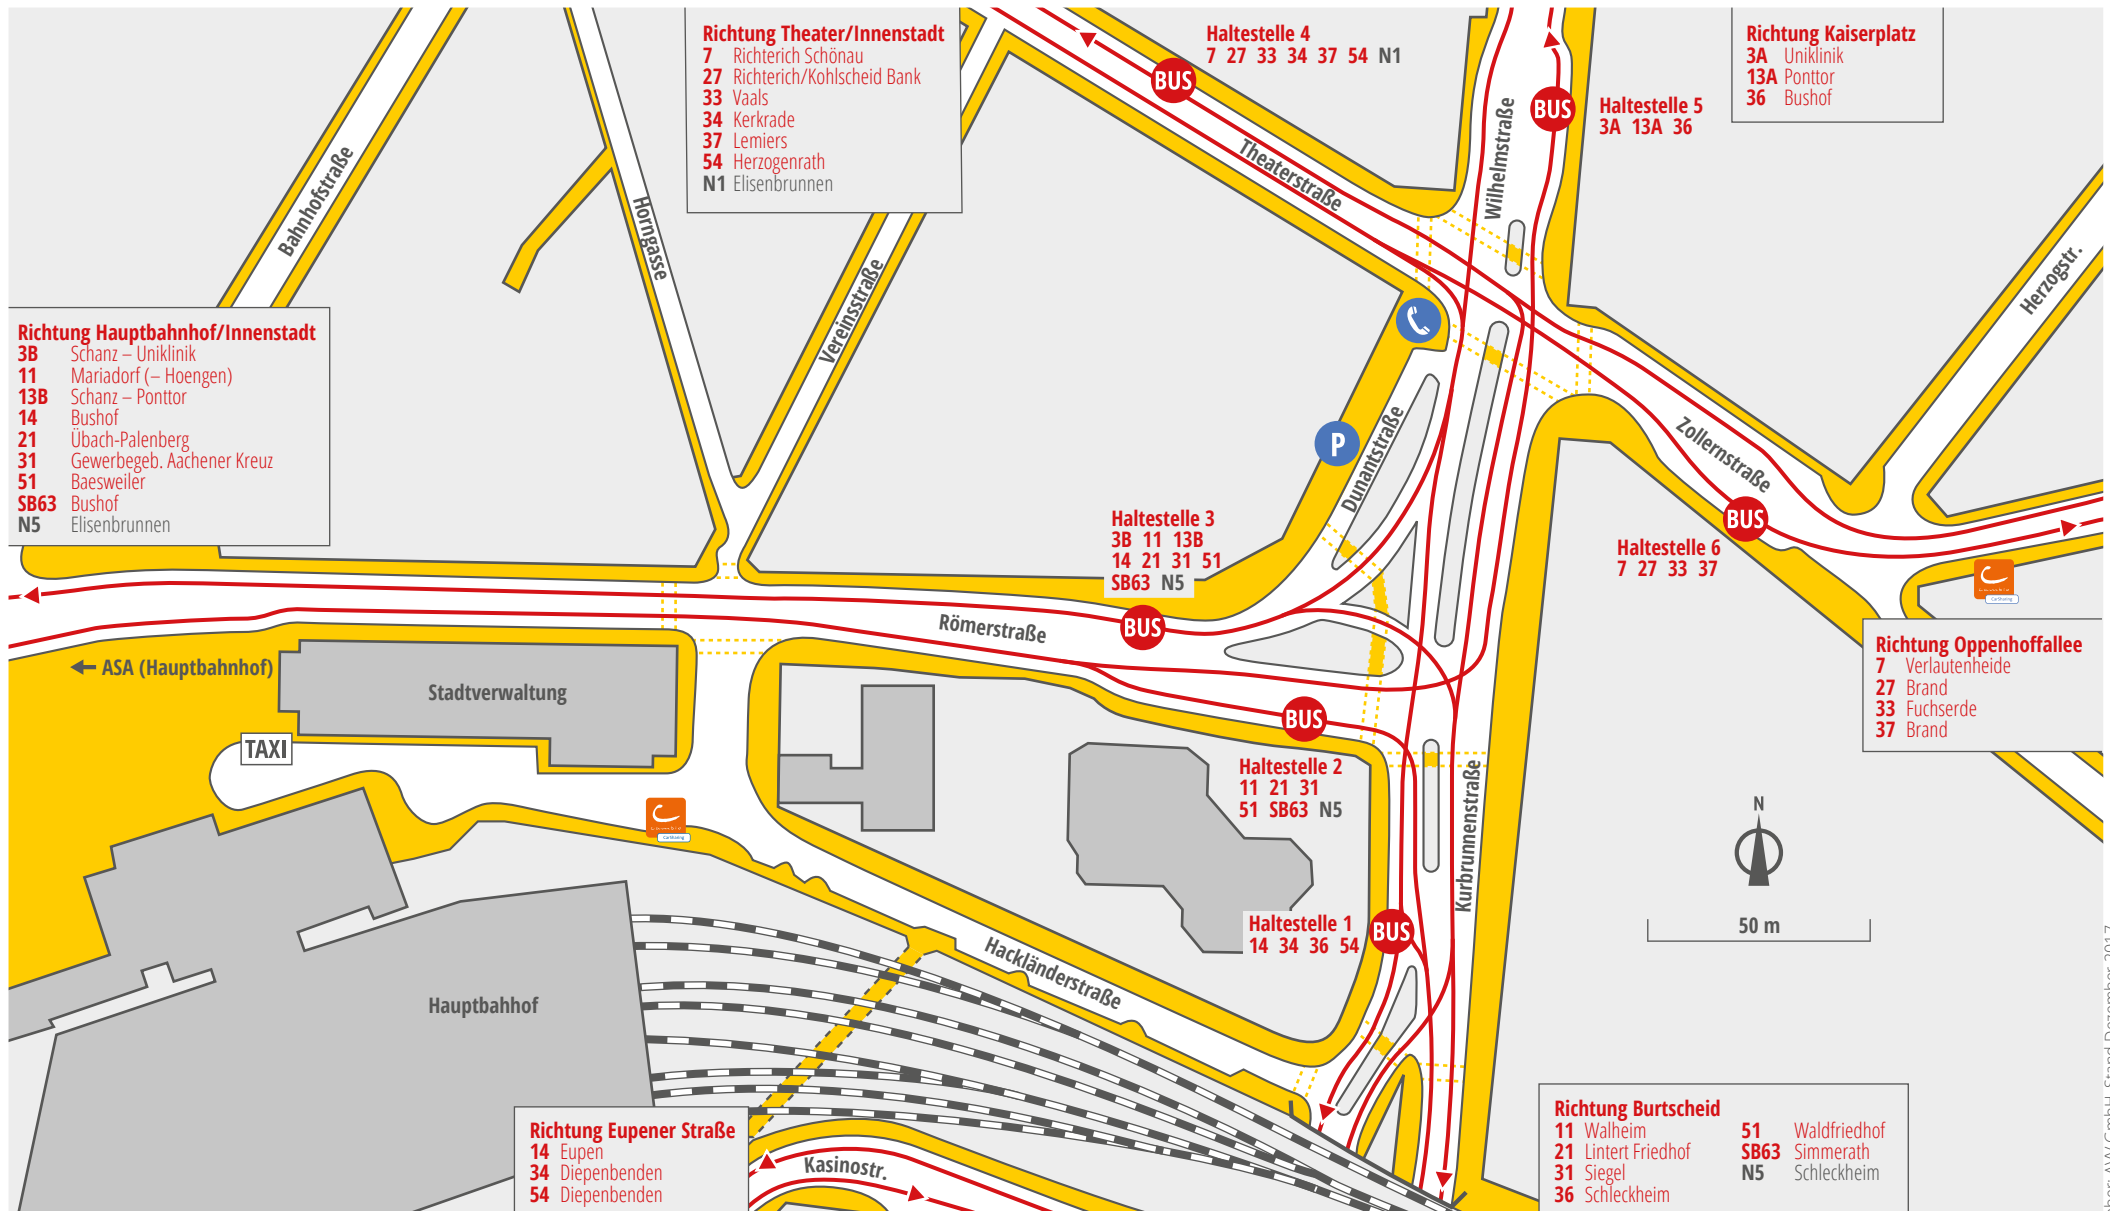 Richtung Theater/Innenstadt
7 Richterich Schönau
27 Richterich/Kohlscheid Bank
33 Vaals
34 Kerkrade
37 Lemiers
54 Herzogenrath
N1 Elisenbrunnen
Haltestelle 4
7 27 33 34 37 54 N1
BUS
Richtung Kaiserplatz
3A Uniklinik
13A Ponttor
36 Bushof
BUS
Haltestelle 5
3A 13A 36
Bahnhofstraße
Horngasse
Vereinsstraße
Theaterstraße
Wilhelmstraße
Herzogstr.
Richtung Hauptbahnhof/Innenstadt
3B Schanz – Uniklinik
11 Mariadorf (– Hoengen)
13B Schanz – Ponttor
14 Bushof
21 Übach-Palenberg
31 Gewerbegeb. Aachener Kreuz
51 Baesweiler
SB63 Bushof
N5 Elisenbrunnen
P
Dunantstraße
Zollernstraße
BUS
Haltestelle 6
7 27 33 37
Haltestelle 3
3B 11 13B
14 21 31 51
SB63 N5
BUS
Römerstraße
CarSharing
Richtung Oppenhoffallee
7 Verlautenheide
27 Brand
33 Fuchserde
37 Brand
ASA (Hauptbahnhof)
Stadtverwaltung
TAXI
BUS
Haltestelle 2
11 21 31
51 SB63 N5
Kurbrunnenstraße
CarSharing
N
50 m
Haltestelle 1
14 34 36 54
BUS
Hackländerstraße
Hauptbahnhof
Richtung Eupener Straße
14 Eupen
34 Diepenbenden
54 Diepenbenden
Kasinostr.
Richtung Burtscheid
11 Walheim
21 Lintert Friedhof
31 Siegel
36 Schleckheim
51 Waldfriedhof
SB63 Simmerath
N5 Schleckheim
AVV GmbH, Stand Dezember 2017